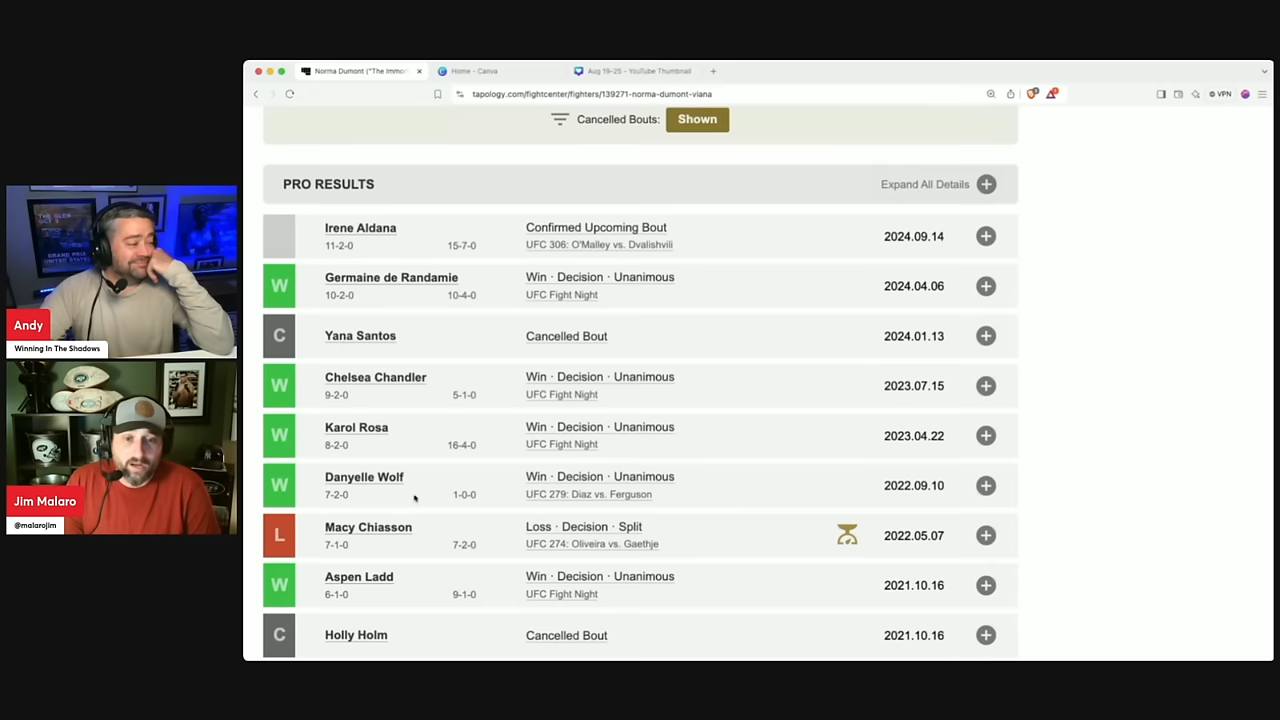 Norma Dumont ("The Immor
Home - Canva
Aug 19–25 - YouTube Thumbnail
tapology.com/fightcenter/fighters/139271-norma-dumont-viana
VPN
Cancelled Bouts: Shown
PRO RESULTS
Expand All Details
Irene Aldana
Confirmed Upcoming Bout
11-2-0
15-7-0
UFC 306: O'Malley vs. Dvalishvili
2024.09.14
W
Germaine de Randamie
Win · Decision · Unanimous
10-2-0
10-4-0
UFC Fight Night
2024.04.06
C
Yana Santos
Cancelled Bout
2024.01.13
W
Chelsea Chandler
Win · Decision · Unanimous
9-2-0
5-1-0
UFC Fight Night
2023.07.15
W
Karol Rosa
Win · Decision · Unanimous
8-2-0
16-4-0
UFC Fight Night
2023.04.22
W
Danyelle Wolf
Win · Decision · Unanimous
7-2-0
1-0-0
UFC 279: Diaz vs. Ferguson
2022.09.10
L
Macy Chiasson
Loss · Decision · Split
7-1-0
7-2-0
UFC 274: Oliveira vs. Gaethje
2022.05.07
W
Aspen Ladd
Win · Decision · Unanimous
6-1-0
9-1-0
UFC Fight Night
2021.10.16
C
Holly Holm
Cancelled Bout
2021.10.16
THE GLEN
GRAND PRIX
UNITED STATES
Andy
Winning In The Shadows
Jim Malaro
@malarojim